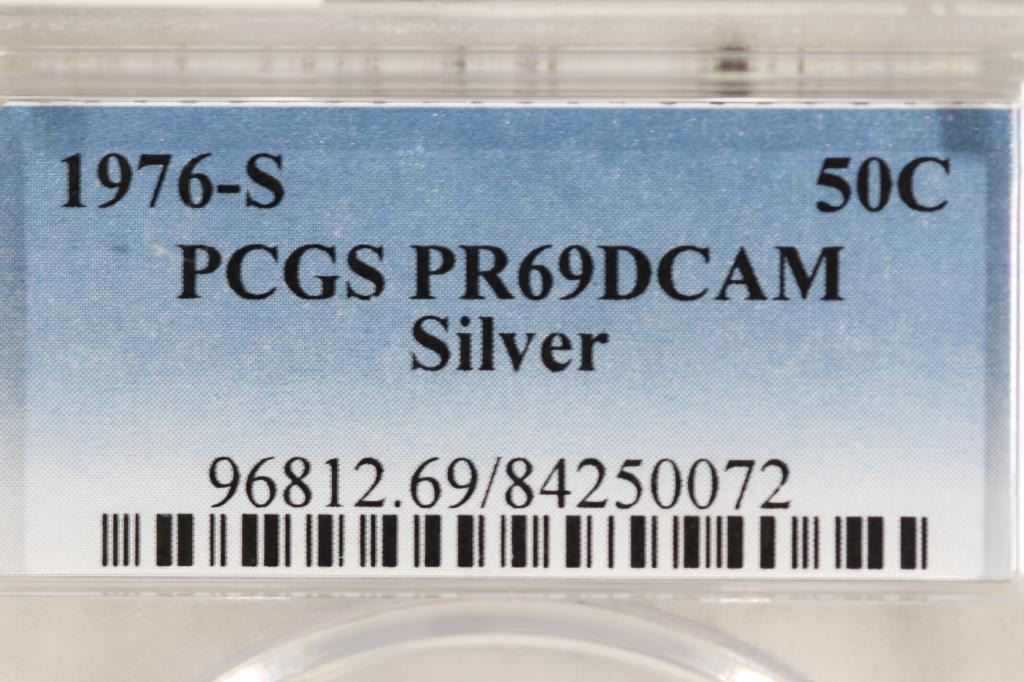 1976-S 50C
PCGS PR69DCAM
Silver
96812.69/84250072